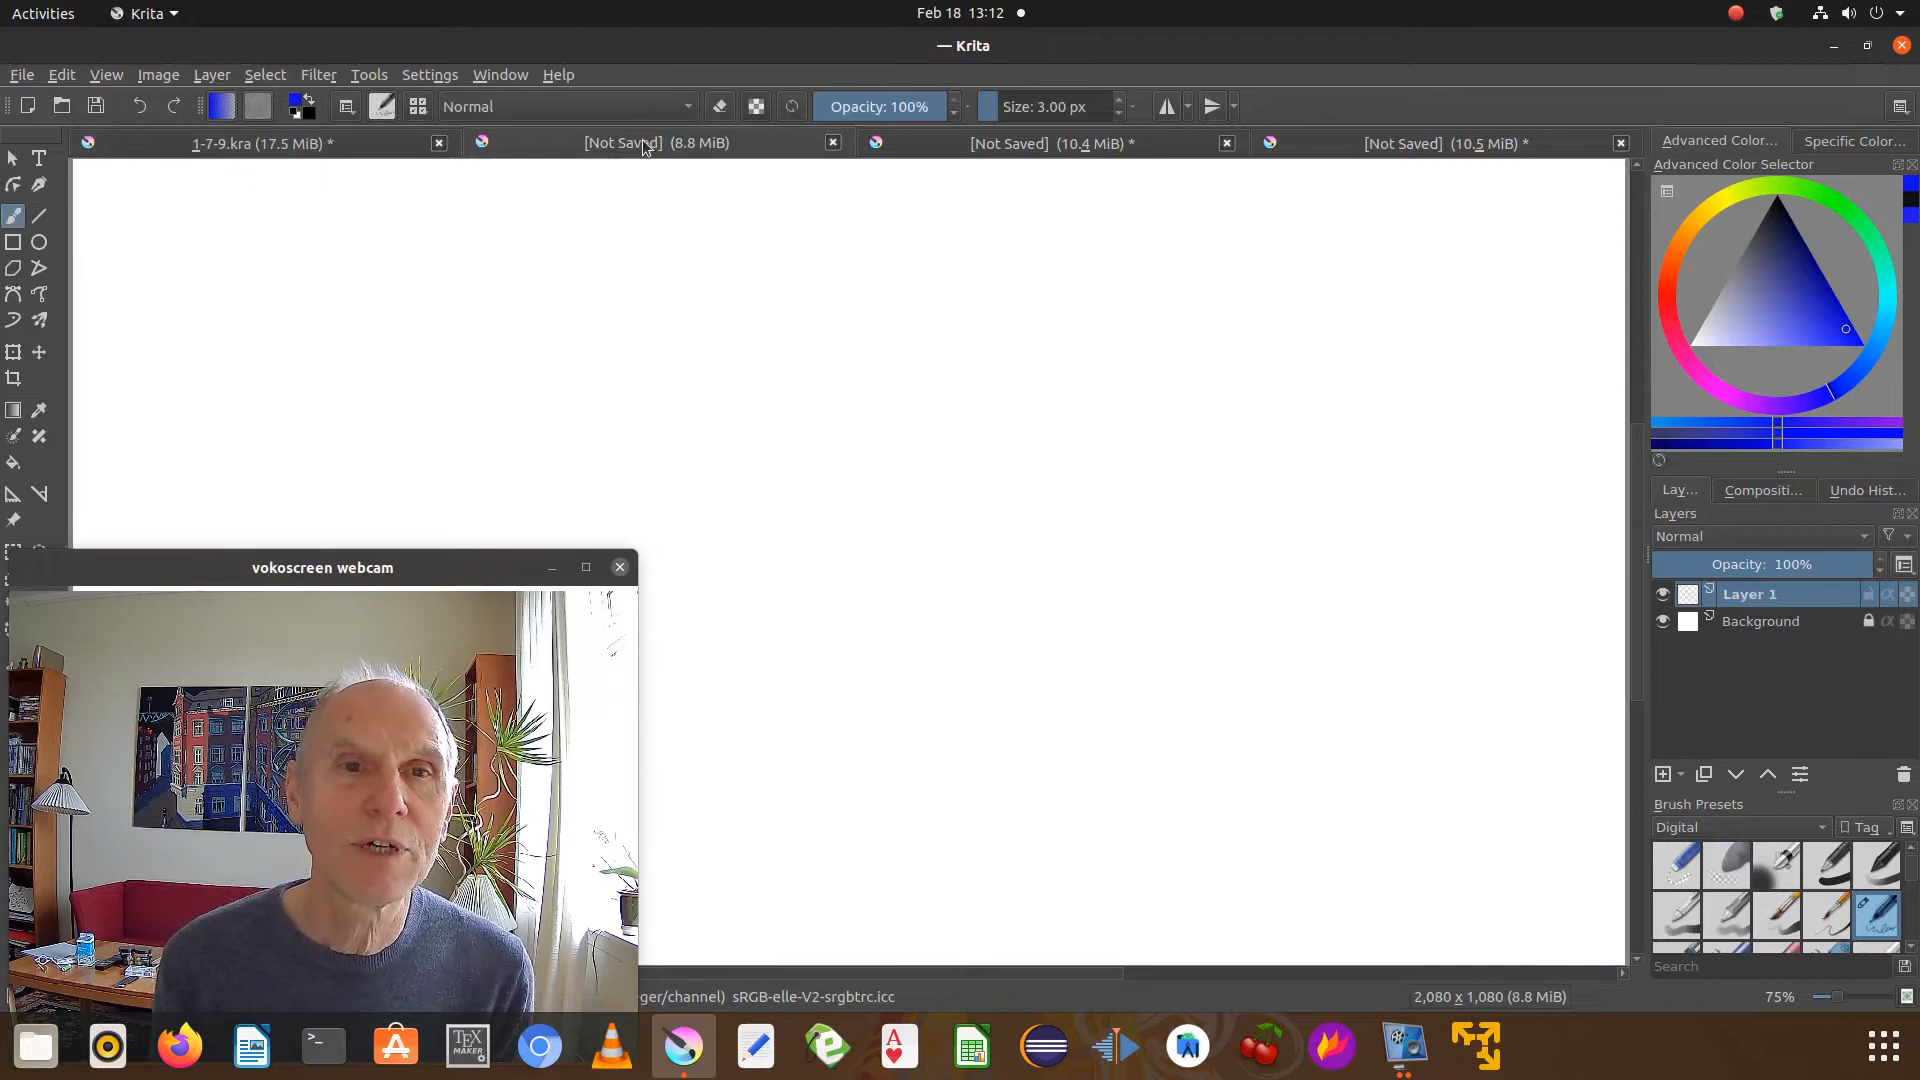 Activities Krita Feb 18 13:12
— Krita
File Edit View Image Layer Select Filter Tools Settings Window Help
Normal Opacity: 100% Size: 3.00 px
1-7-9.kra (17.5 MiB) * [Not Saved] (8.8 MiB) [Not Saved] (10.4 MiB) * [Not Saved] (10.5 MiB) *
Advanced Color... Specific Color...
Advanced Color Selector
Lay... Compositi... Undo Hist...
Layers
Normal
Opacity: 100%
Layer 1
Background
Brush Presets
Digital Tag
Search
vokoscreen webcam
ger/channel) sRGB-elle-V2-srgbtrc.icc 2,080 x 1,080 (8.8 MiB) 75%
>_ TEX MAKER A